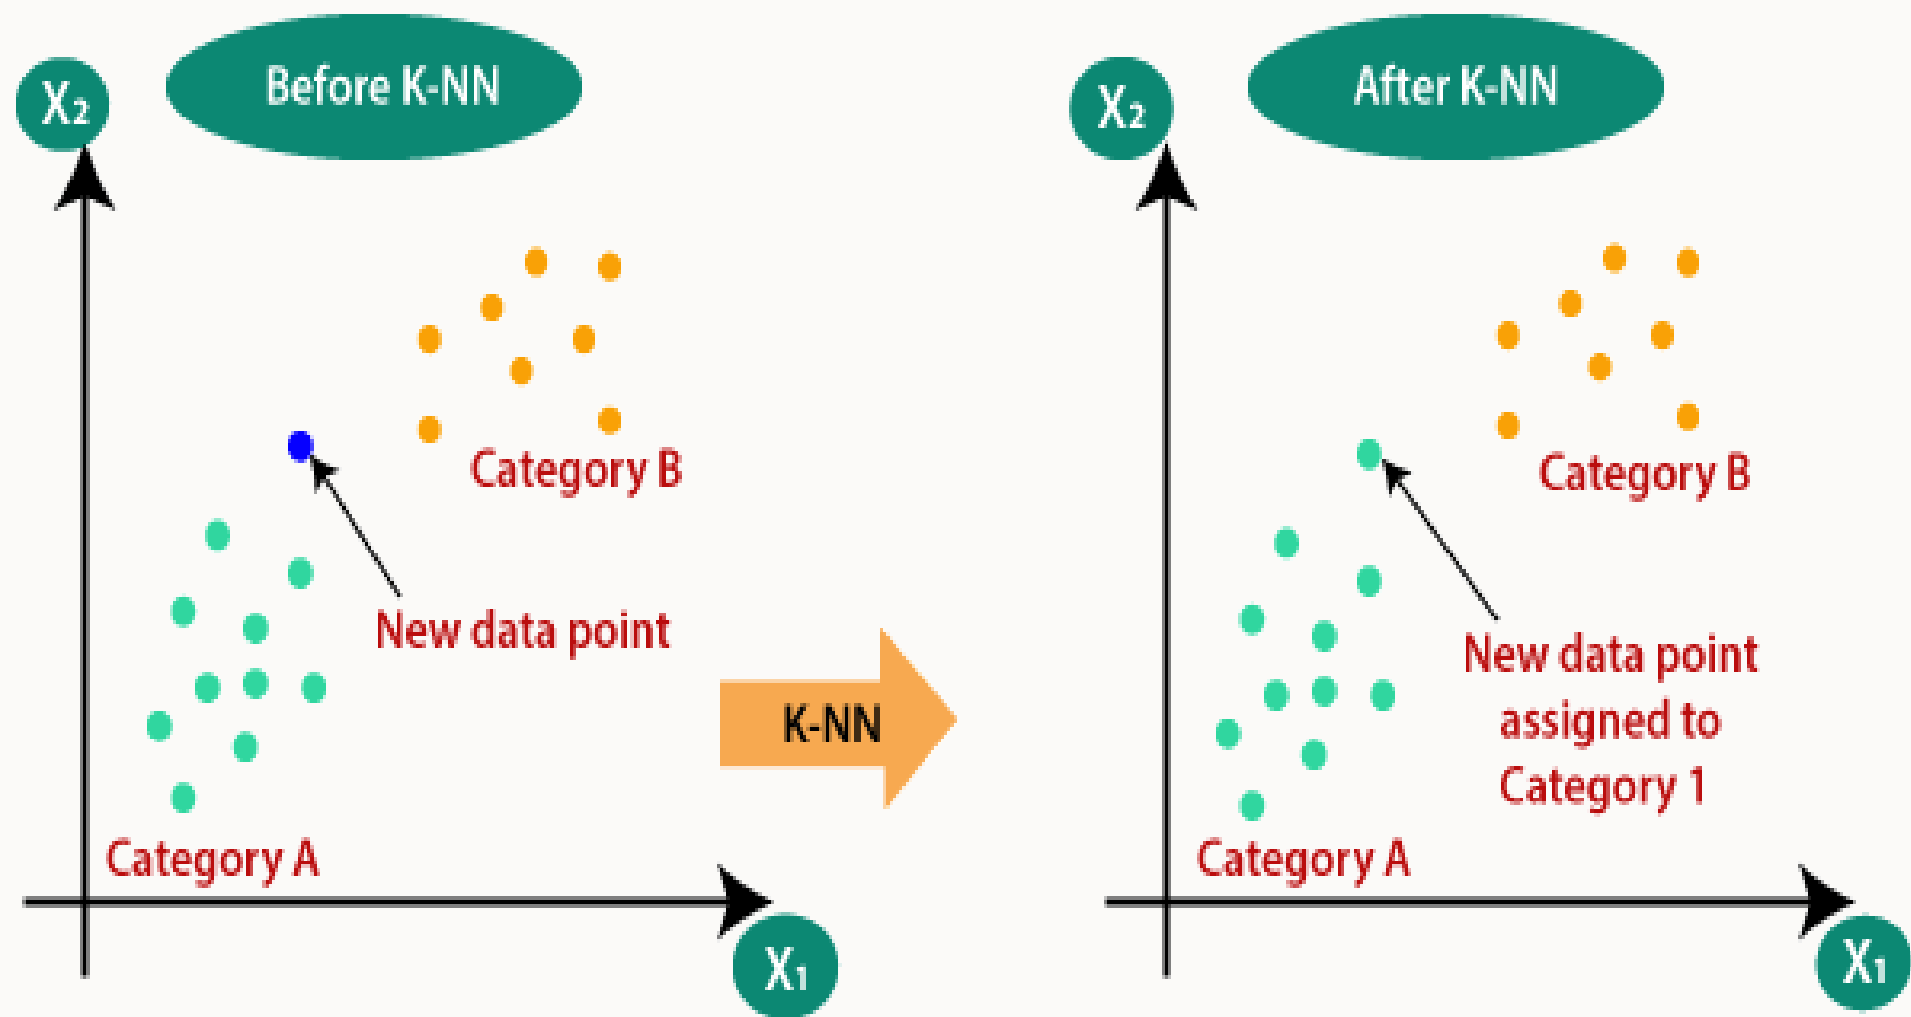 Before K-NN
X₂
Category B
New data point
Category A
X₁
K-NN
After K-NN
X₂
Category B
New data point
assigned to
Category 1
Category A
X₁